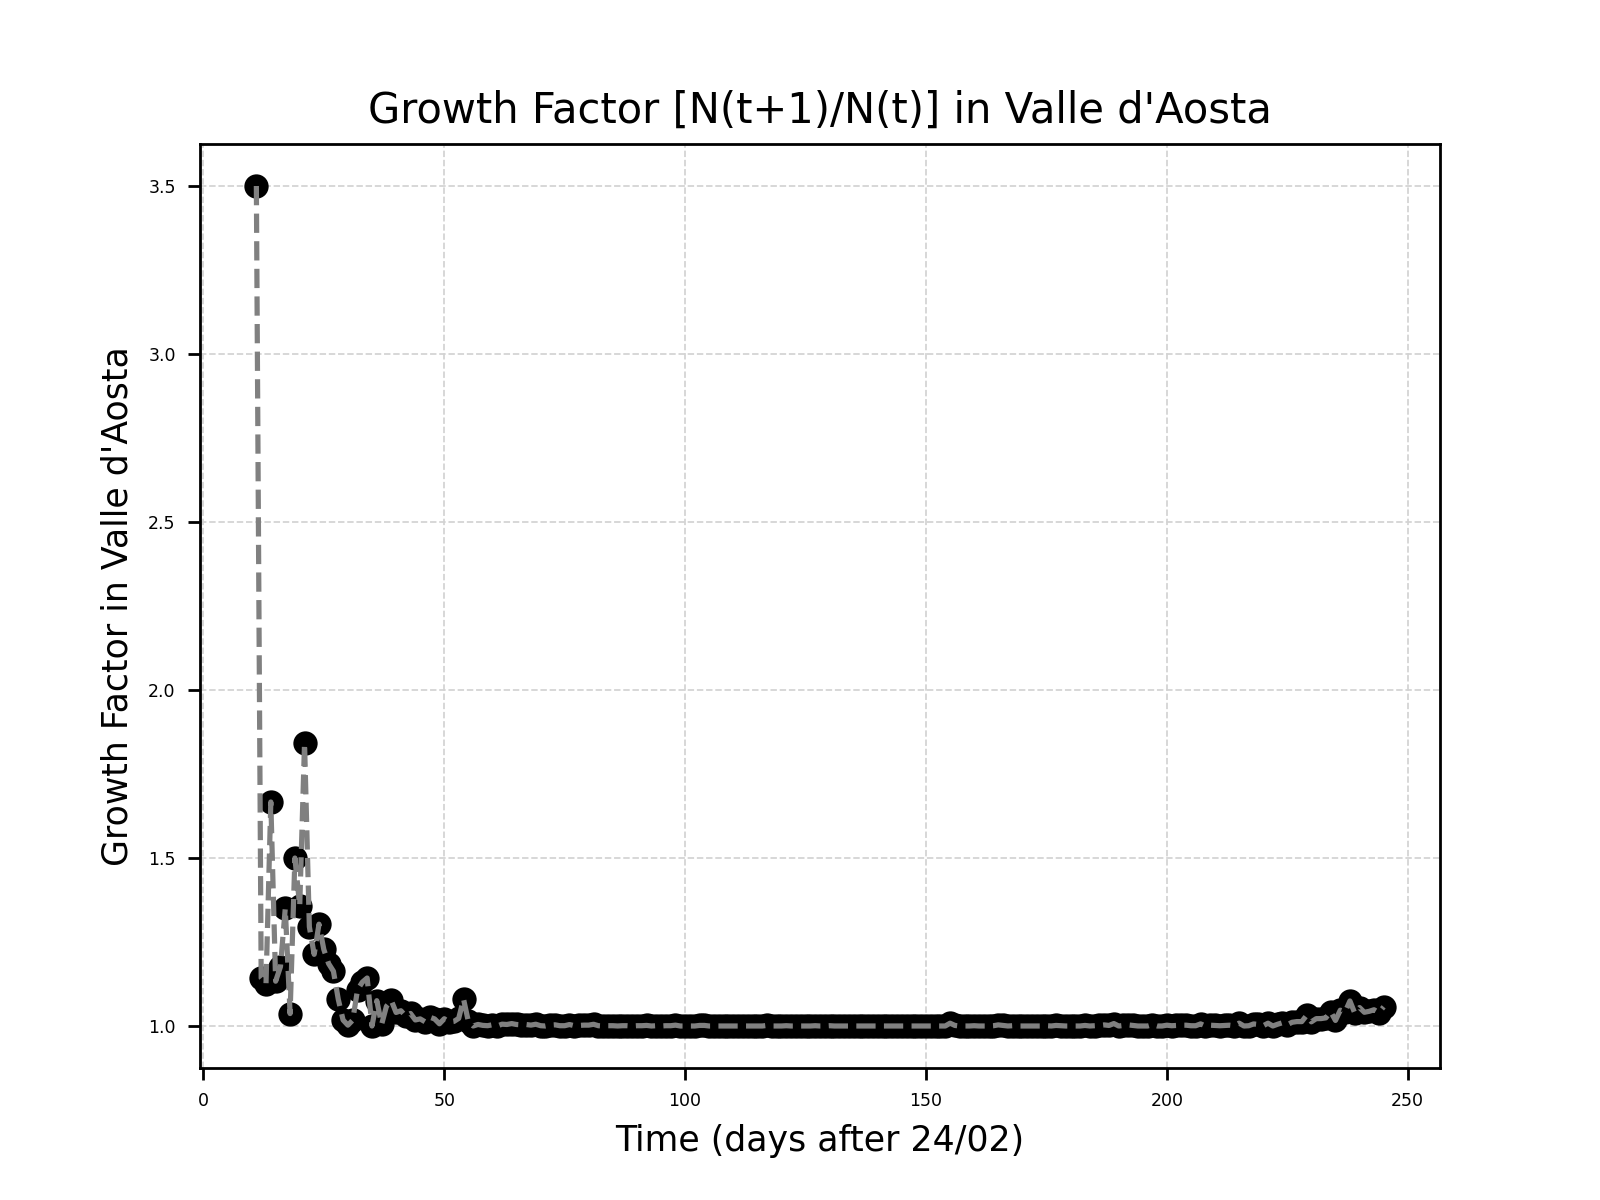 Growth Factor [N(t+1)/N(t)] in Valle d'Aosta
Growth Factor in Valle d'Aosta
3.5
3.0
2.5
2.0
1.5
1.0
0 50 100 150 200 250
Time (days after 24/02)